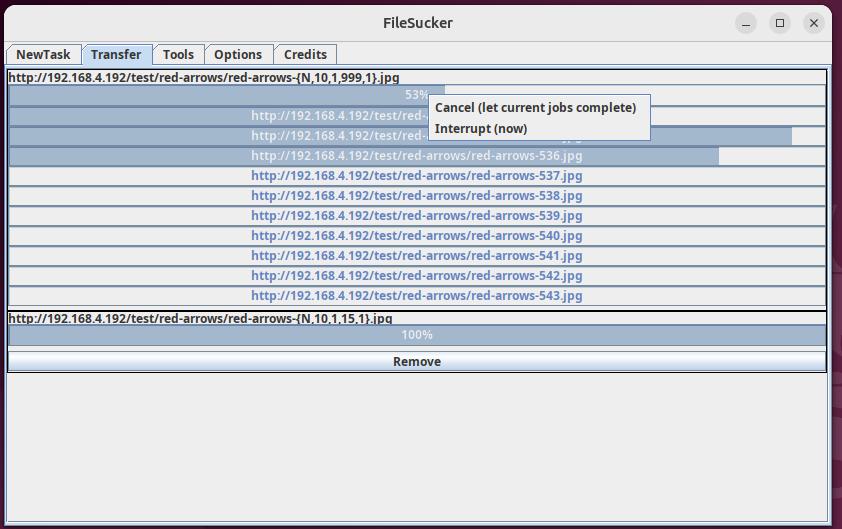 FileSucker
NewTask Transfer Tools Options Credits
http://192.168.4.192/test/red-arrows/red-arrows-{N,10,1,999,1}.jpg
53%
Cancel (let current jobs complete)
http://192.168.4.192/test/red-
Interrupt (now)
http://192.168.4.192/test/red-
http://192.168.4.192/test/red-arrows/red-arrows-536.jpg
http://192.168.4.192/test/red-arrows/red-arrows-537.jpg
http://192.168.4.192/test/red-arrows/red-arrows-538.jpg
http://192.168.4.192/test/red-arrows/red-arrows-539.jpg
http://192.168.4.192/test/red-arrows/red-arrows-540.jpg
http://192.168.4.192/test/red-arrows/red-arrows-541.jpg
http://192.168.4.192/test/red-arrows/red-arrows-542.jpg
http://192.168.4.192/test/red-arrows/red-arrows-543.jpg
http://192.168.4.192/test/red-arrows/red-arrows-{N,10,1,15,1}.jpg
100%
Remove